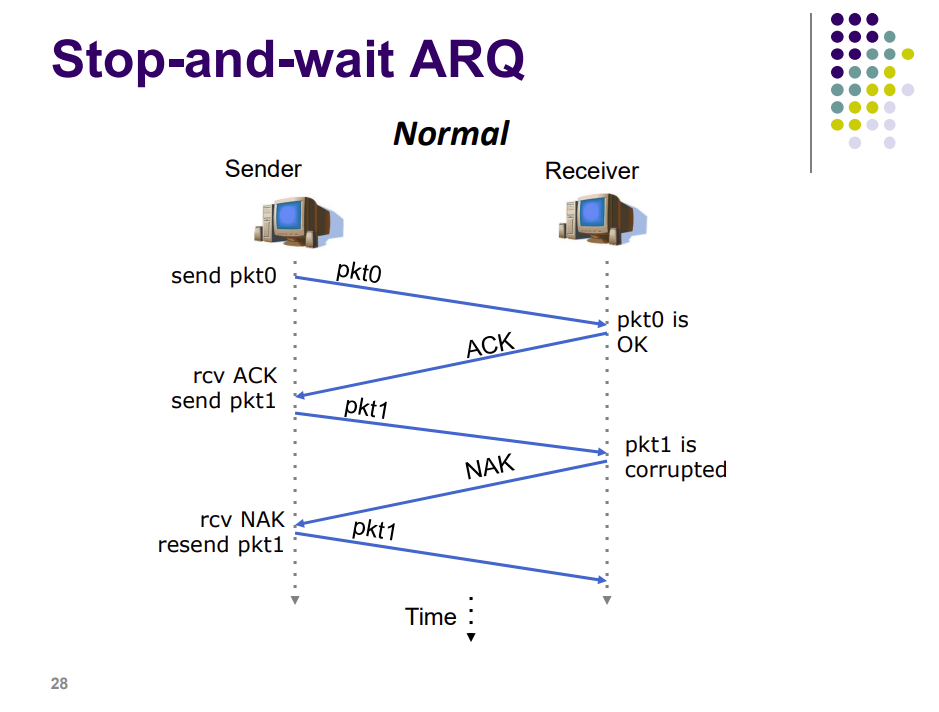 Stop-and-wait ARQ
Normal
Sender
Receiver
send pkt0
pkt0
pkt0 is
OK
ACK
rcv ACK
send pkt1
pkt1
pkt1 is
corrupted
NAK
rcv NAK
resend pkt1
pkt1
Time
28